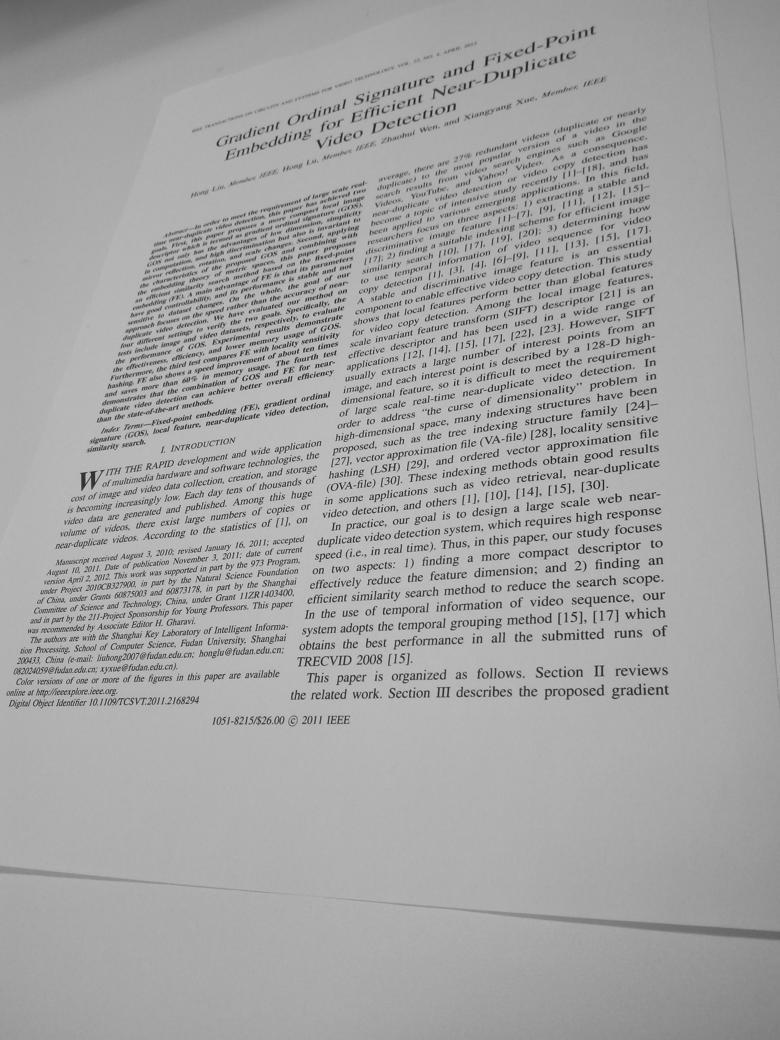 IEEE TRANSACTIONS ON CIRCUITS AND SYSTEMS FOR VIDEO TECHNOLOGY, VOL. 22, NO. 4, APRIL 2012
Gradient Ordinal Signature and Fixed-Point
Embedding for Efficient Near-Duplicate
Video Detection
Hong Liu, Member, IEEE, Hong Lu, Member, IEEE, Zhaohui Wen, and Xiangyang Xue, Member, IEEE
Abstract—In order to meet the requirement of large scale real-
time near-duplicate video detection, this paper has achieved two
goals. First, this paper proposes a more compact local image
descriptor which is termed as gradient ordinal signature (GOS).
GOS not only has the advantages of low dimension, simplicity
in computation, and high discrimination but also is invariant to
mirror reflection, rotation, and scale changes. Second, applying
the characteristics of the proposed GOS and combining with
the embedding theory of metric spaces, this paper proposes
an efficient similarity search method based on the fixed-point
embedding (FE). A main advantage of FE is that its parameters
have good controllability, and its performance is stable and not
sensitive to dataset changes. On the whole, the goal of our
approach focuses on the speed rather than the accuracy of near-
duplicate video detection. We have evaluated our method on
four different settings to verify the two goals. Specifically, the
tests include image and video datasets, respectively, to evaluate
the performance of GOS. Experimental results demonstrate
the effectiveness, efficiency, and lower memory usage of GOS.
Furthermore, the third test compares FE with locality sensitivity
hashing. FE also shows a speed improvement of about ten times
and saves more than 60% in memory usage. The fourth test
demonstrates that the combination of GOS and FE for near-
duplicate video detection can achieve better overall efficiency
than the state-of-the-art methods.
Index Terms—Fixed-point embedding (FE), gradient ordinal
signature (GOS), local feature, near-duplicate video detection,
similarity search.
I. INTRODUCTION
WITH THE RAPID development and wide application
of multimedia hardware and software technologies, the
cost of image and video data collection, creation, and storage
is becoming increasingly low. Each day tens of thousands of
video data are generated and published. Among this huge
volume of videos, there exist large numbers of copies or
near-duplicate videos. According to the statistics of [1], on
Manuscript received August 3, 2010; revised January 16, 2011; accepted
August 10, 2011. Date of publication November 3, 2011; date of current
version April 2, 2012. This work was supported in part by the 973 Program,
under Project 2010CB327900, in part by the Natural Science Foundation
of China, under Grants 60875003 and 60873178, in part by the Shanghai
Committee of Science and Technology, China, under Grant 11ZR1403400,
and in part by the 211-Project Sponsorship for Young Professors. This paper
was recommended by Associate Editor H. Gharavi.
The authors are with the Shanghai Key Laboratory of Intelligent Informa-
tion Processing, School of Computer Science, Fudan University, Shanghai
200433, China (e-mail: liuhong2007@fudan.edu.cn; honglu@fudan.edu.cn;
082024059@fudan.edu.cn; xyxue@fudan.edu.cn).
Color versions of one or more of the figures in this paper are available
online at http://ieeexplore.ieee.org.
Digital Object Identifier 10.1109/TCSVT.2011.2168294
average, there are 27% redundant videos (duplicate or nearly
duplicate) to the most popular version of a video in the
search results from video search engines such as Google
Videos, YouTube, and Yahoo! Video. As a consequence,
near-duplicate video detection or video copy detection has
become a topic of intensive study recently [1]–[18], and has
been applied to various emerging applications. In this field,
researchers focus on three aspects: 1) extracting a stable and
discriminative image feature [1]–[7], [9], [11], [12], [15]–
[17]; 2) finding a suitable indexing scheme for efficient image
similarity search [10], [17], [19], [20]; 3) determining how
to use temporal information of video sequence for video
copy detection [1], [3], [4], [6]–[9], [11], [13], [15], [17].
A stable and discriminative image feature is an essential
component to enable effective video copy detection. This study
shows that local features perform better than global features
for video copy detection. Among the local image features,
scale invariant feature transform (SIFT) descriptor [21] is an
effective descriptor and has been used in a wide range of
applications [12], [14], [15], [17], [22], [23]. However, SIFT
usually extracts a large number of interest points from an
image, and each interest point is described by a 128-D high-
dimensional feature, so it is difficult to meet the requirement
of large scale real-time near-duplicate video detection. In
order to address “the curse of dimensionality” problem in
high-dimensional space, many indexing structures have been
proposed, such as the tree indexing structure family [24]–
[27], vector approximation file (VA-file) [28], locality sensitive
hashing (LSH) [29], and ordered vector approximation file
(OVA-file) [30]. These indexing methods obtain good results
in some applications such as video retrieval, near-duplicate
video detection, and others [1], [10], [14], [15], [30].
In practice, our goal is to design a large scale web near-
duplicate video detection system, which requires high response
speed (i.e., in real time). Thus, in this paper, our study focuses
on two aspects: 1) finding a more compact descriptor to
effectively reduce the feature dimension; and 2) finding an
efficient similarity search method to reduce the search scope.
In the use of temporal information of video sequence, our
system adopts the temporal grouping method [15], [17] which
obtains the best performance in all the submitted runs of
TRECVID 2008 [15].
This paper is organized as follows. Section II reviews
the related work. Section III describes the proposed gradient
1051-8215/$26.00 © 2011 IEEE